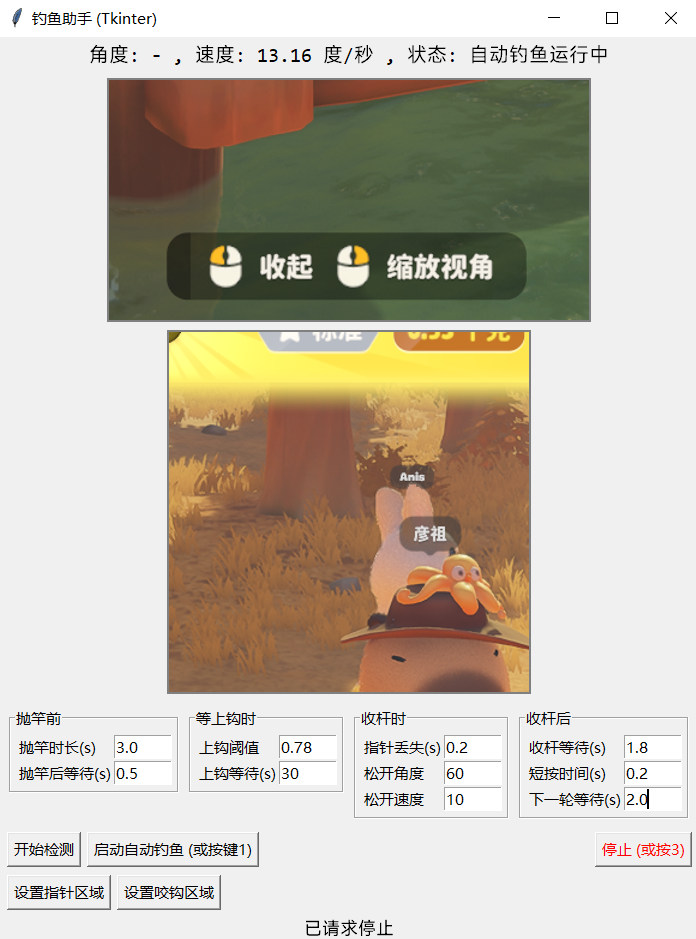 钓鱼助手 (Tkinter)
角度: - , 速度: 13.16 度/秒 , 状态: 自动钓鱼运行中
收起 缩放视角
标准
Anis
彦祖
抛竿前
抛竿时长(s) 3.0
抛竿后等待(s) 0.5
等上钩时
上钩阈值 0.78
上钩等待(s) 30
收杆时
指针丢失(s) 0.2
松开角度 60
松开速度 10
收杆后
收杆等待(s) 1.8
短按时间(s) 0.2
下一轮等待(s) 2.0
开始检测 启动自动钓鱼 (或按键1) 停止 (或按3)
设置指针区域 设置咬钩区域
已请求停止